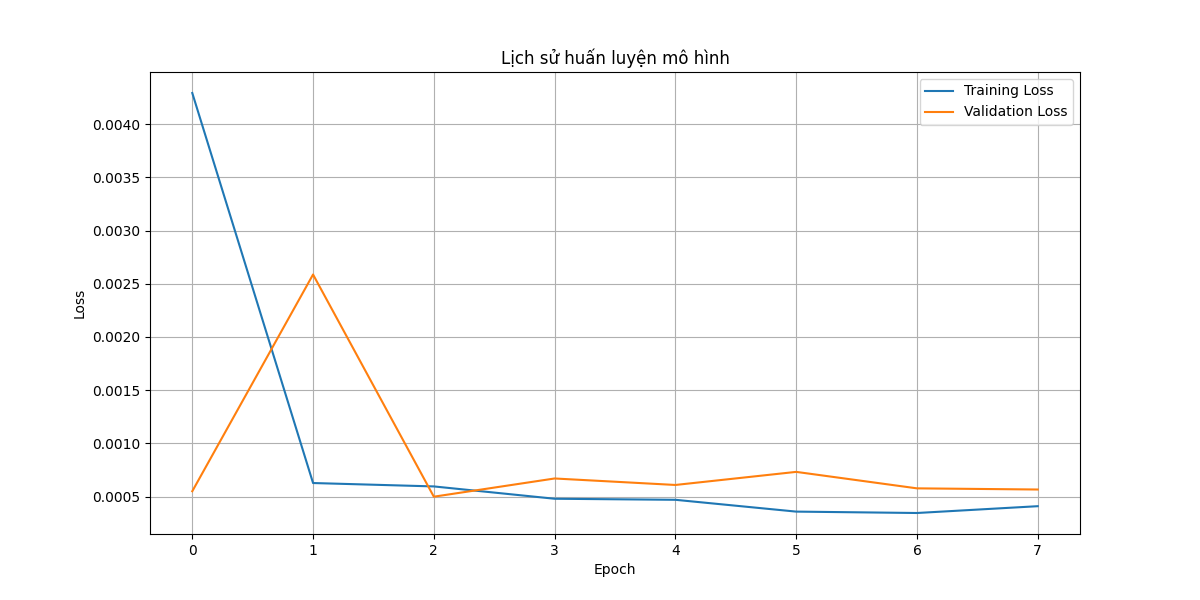 Lịch sử huấn luyện mô hình
Training Loss
Validation Loss
0.0040
0.0035
0.0030
0.0025
0.0020
0.0015
0.0010
0.0005
Loss
0 1 2 3 4 5 6 7
Epoch